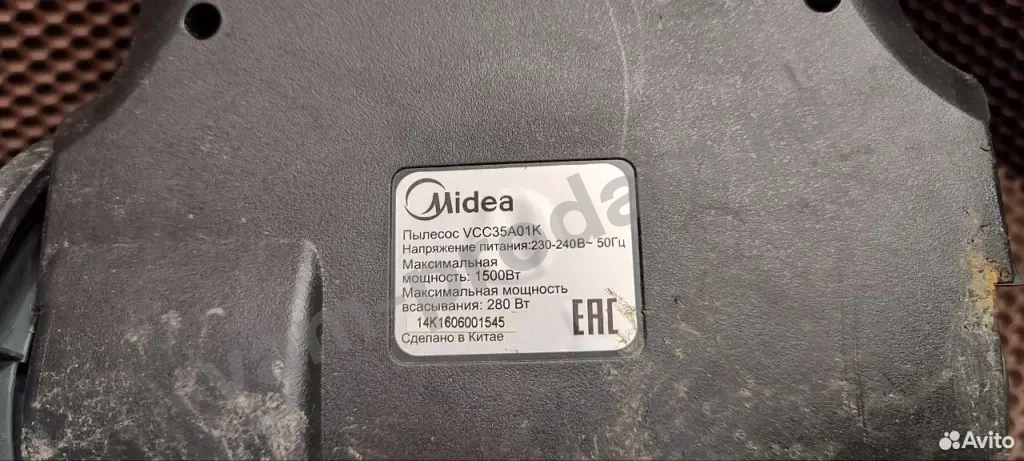 Midea
Пылесос VCC35A01K
Напряжение питания:230-240В~ 50Гц
Максимальная
мощность: 1500Вт
Максимальная мощность
всасывания: 280 Вт
14K1606001545
Сделано в Китае
EAC
Avito